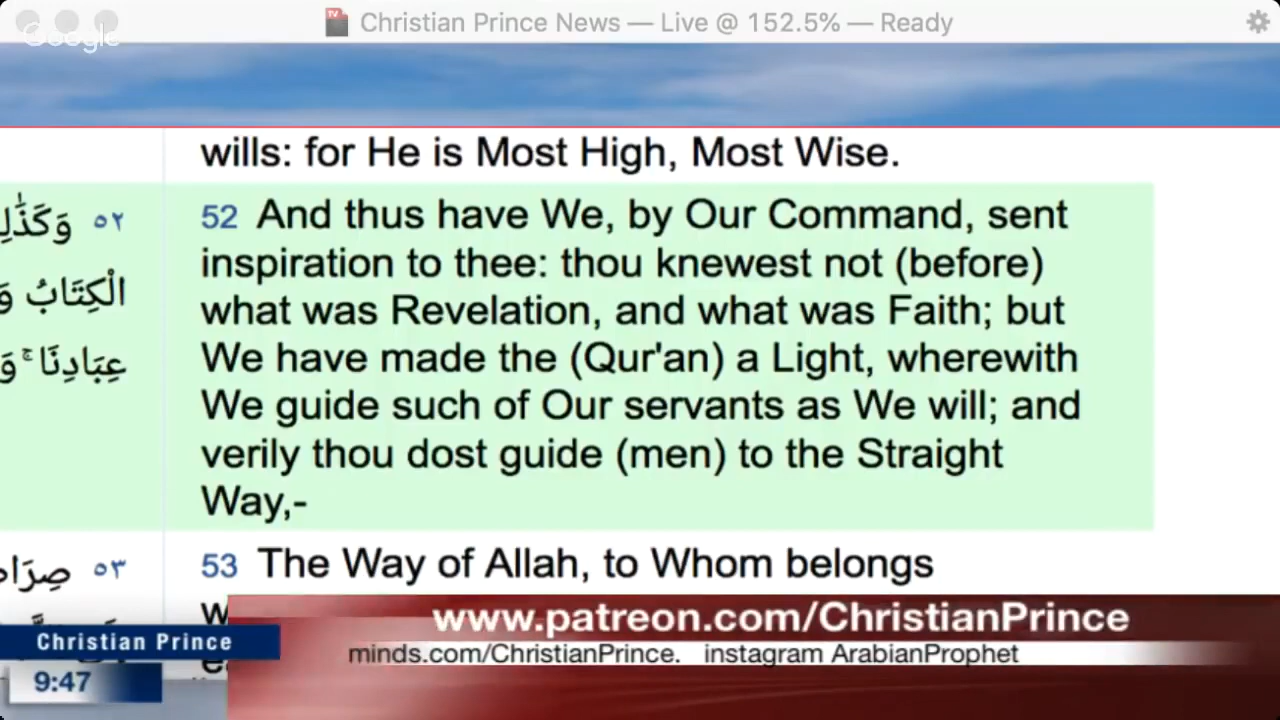 Christian Prince News — Live @ 152.5% — Ready
Google
wills: for He is Most High, Most Wise.
52 And thus have We, by Our Command, sent
inspiration to thee: thou knewest not (before)
what was Revelation, and what was Faith; but
We have made the (Qur'an) a Light, wherewith
We guide such of Our servants as We will; and
verily thou dost guide (men) to the Straight
Way,-
٥٢
الْكِتَابُ
عِبَادِنَا ۚ
53 The Way of Allah, to Whom belongs
٥٣
www.patreon.com/ChristianPrince
minds.com/ChristianPrince. instagram ArabianProphet
Christian Prince
9:47